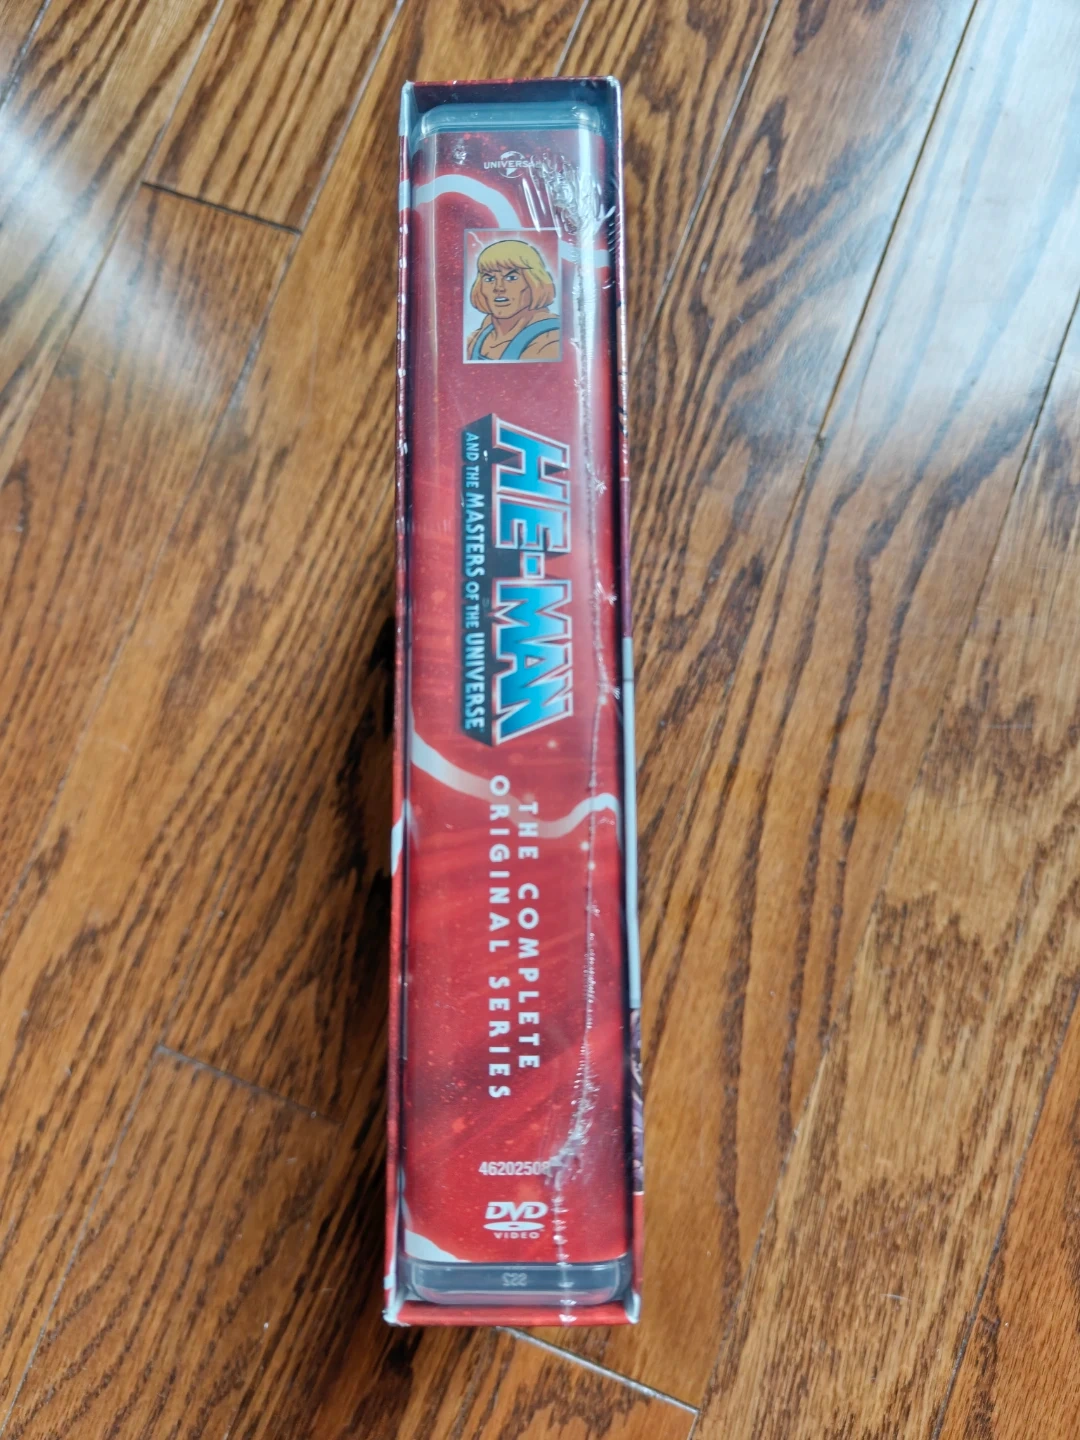 UNIVERSAL
HE-MAN
AND THE MASTERS OF THE UNIVERSE
THE COMPLETE
ORIGINAL SERIES
46202508
DVD
VIDEO